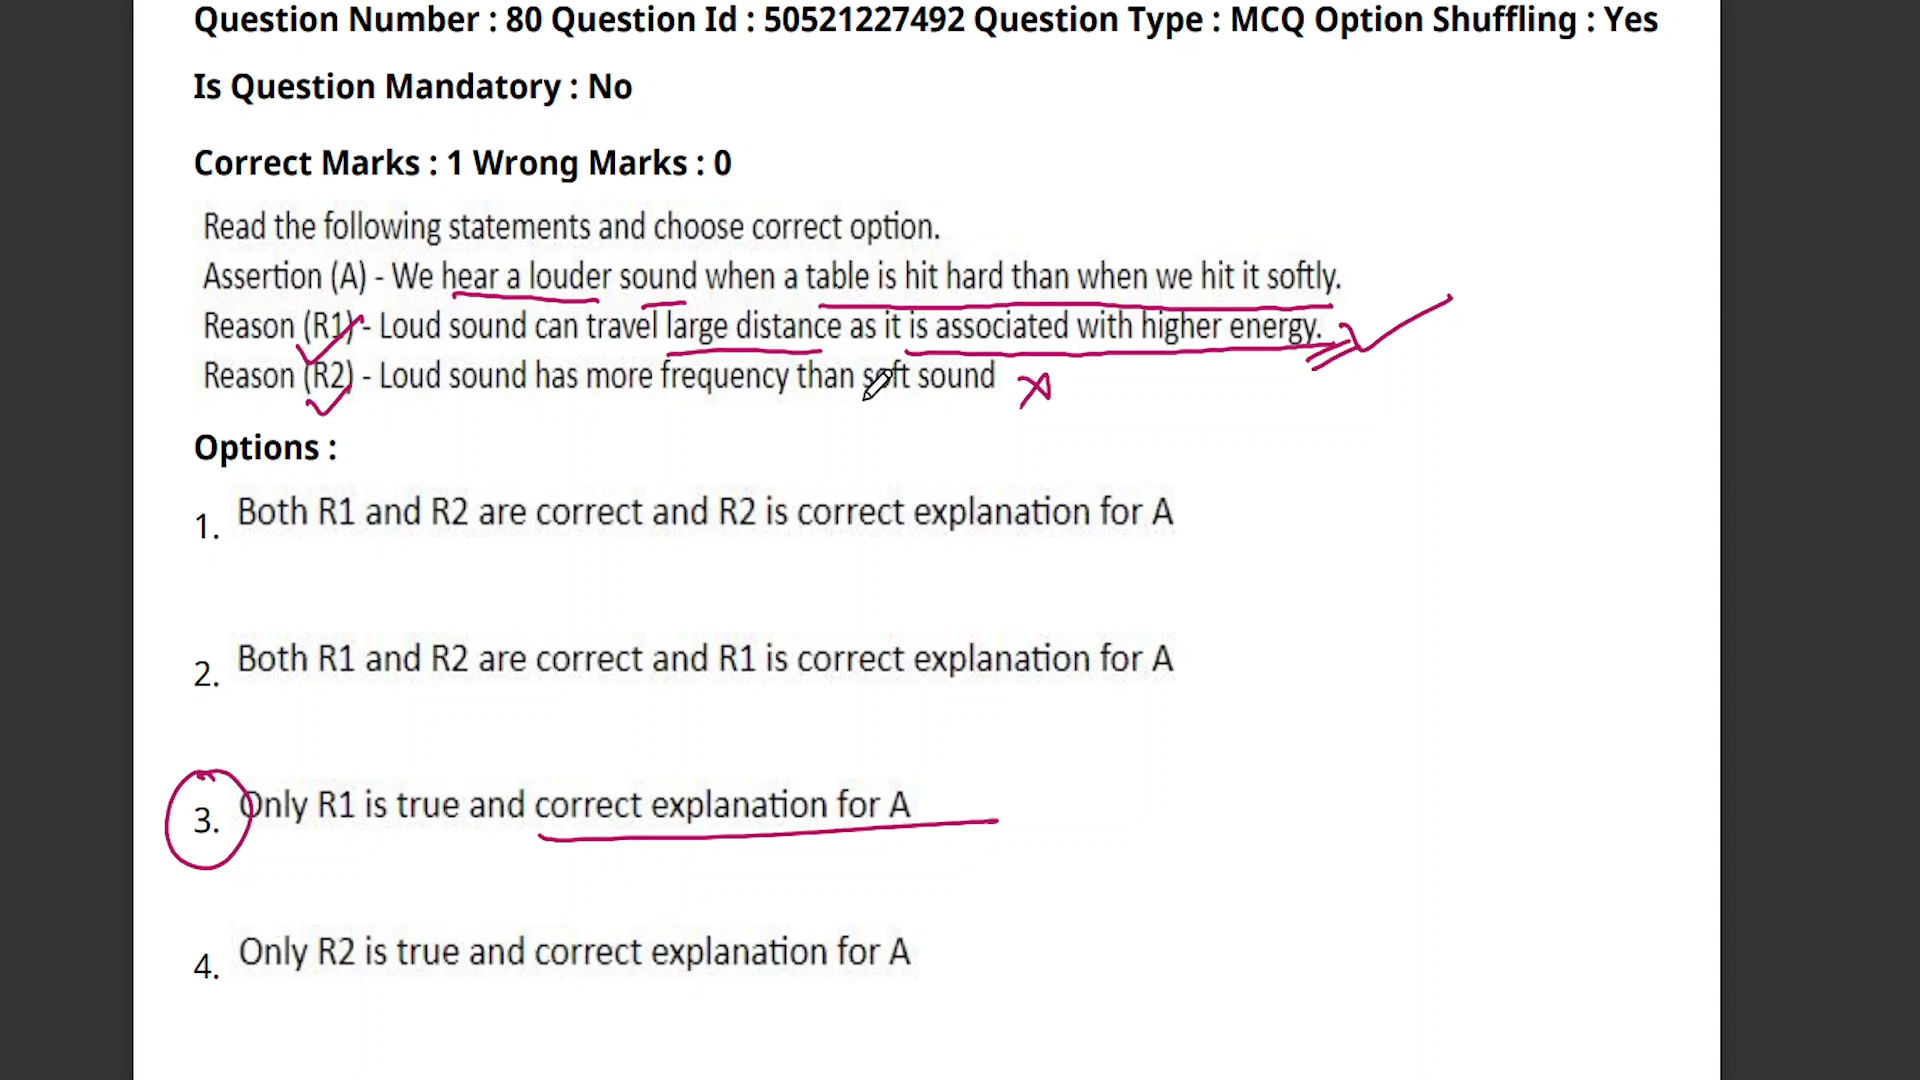 Question Number : 80 Question Id : 50521227492 Question Type : MCQ Option Shuffling : Yes
Is Question Mandatory : No
Correct Marks : 1 Wrong Marks : 0
Read the following statements and choose correct option.
Assertion (A) - We hear a louder sound when a table is hit hard than when we hit it softly.
Reason (R1) - Loud sound can travel large distance as it is associated with higher energy.
Reason (R2) - Loud sound has more frequency than soft sound
Options :
1. Both R1 and R2 are correct and R2 is correct explanation for A
2. Both R1 and R2 are correct and R1 is correct explanation for A
3. Only R1 is true and correct explanation for A
4. Only R2 is true and correct explanation for A